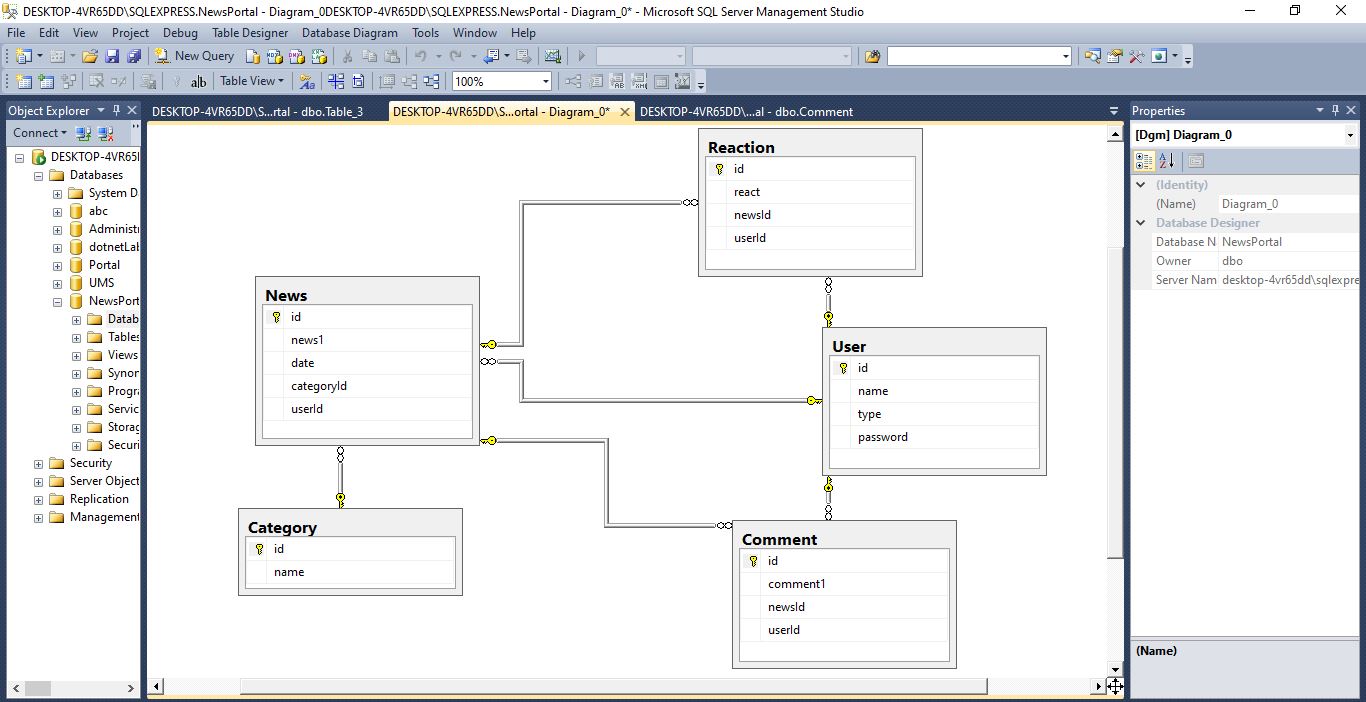 DESKTOP-4VR65DD\SQLEXPRESS.NewsPortal - Diagram_0DESKTOP-4VR65DD\SQLEXPRESS.NewsPortal - Diagram_0* - Microsoft SQL Server Management Studio
File Edit View Project Debug Table Designer Database Diagram Tools Window Help
New Query
ab| Table View 100%
Object Explorer
DESKTOP-4VR65DD\S...rtal - dbo.Table_3 DESKTOP-4VR65DD\S...ortal - Diagram_0* DESKTOP-4VR65DD\...al - dbo.Comment
Properties
Connect
[Dgm] Diagram_0
DESKTOP-4VR65I
Databases
System D
abc
Administr
dotnetLab
Portal
UMS
NewsPort
Datab
Tables
Views
Synor
Progra
Servic
Storag
Securi
Security
Server Object
Replication
Management
Reaction
id
react
newsId
userId
News
id
news1
date
categoryId
userId
User
id
name
type
password
Category
id
name
Comment
id
comment1
newsId
userId
(Identity)
(Name) Diagram_0
Database Designer
Database N NewsPortal
Owner dbo
Server Nam desktop-4vr65dd\sqlexpre
(Name)